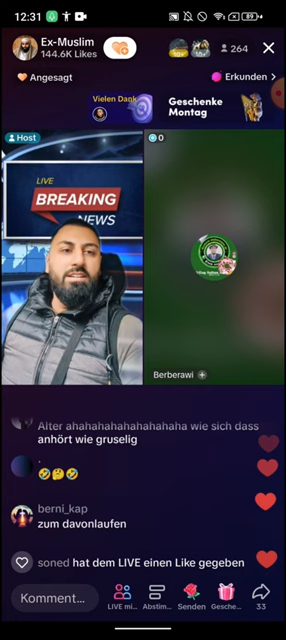 12:31
89%
Ex-Muslim
144.6K Likes
264
Angesagt
Erkunden
Vielen Dank
Geschenke
Montag
Host
0
LIVE
BREAKING
NEWS
Berberawi
Alter ahahahahahahahaha wie sich dass
anhört wie gruselig
.
berni_kap
zum davonlaufen
soned hat dem LIVE einen Like gegeben
Komment...
LIVE mi...
Abstim...
Senden
Gesche...
33